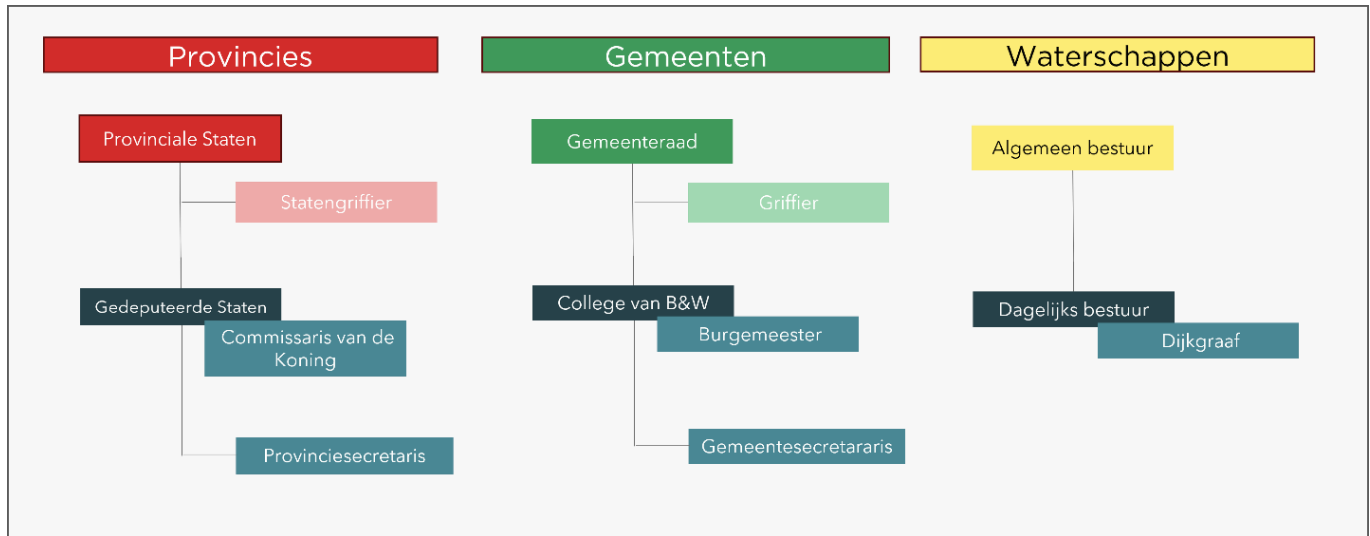 Provincies
Provinciale Staten
Statengriffier
Gedeputeerde Staten
Commissaris van de
Koning
Provinciesecretaris
Gemeenten
Gemeenteraad
Griffier
College van B&W
Burgemeester
Gemeentesecretararis
Waterschappen
Algemeen bestuur
Dagelijks bestuur
Dijkgraaf